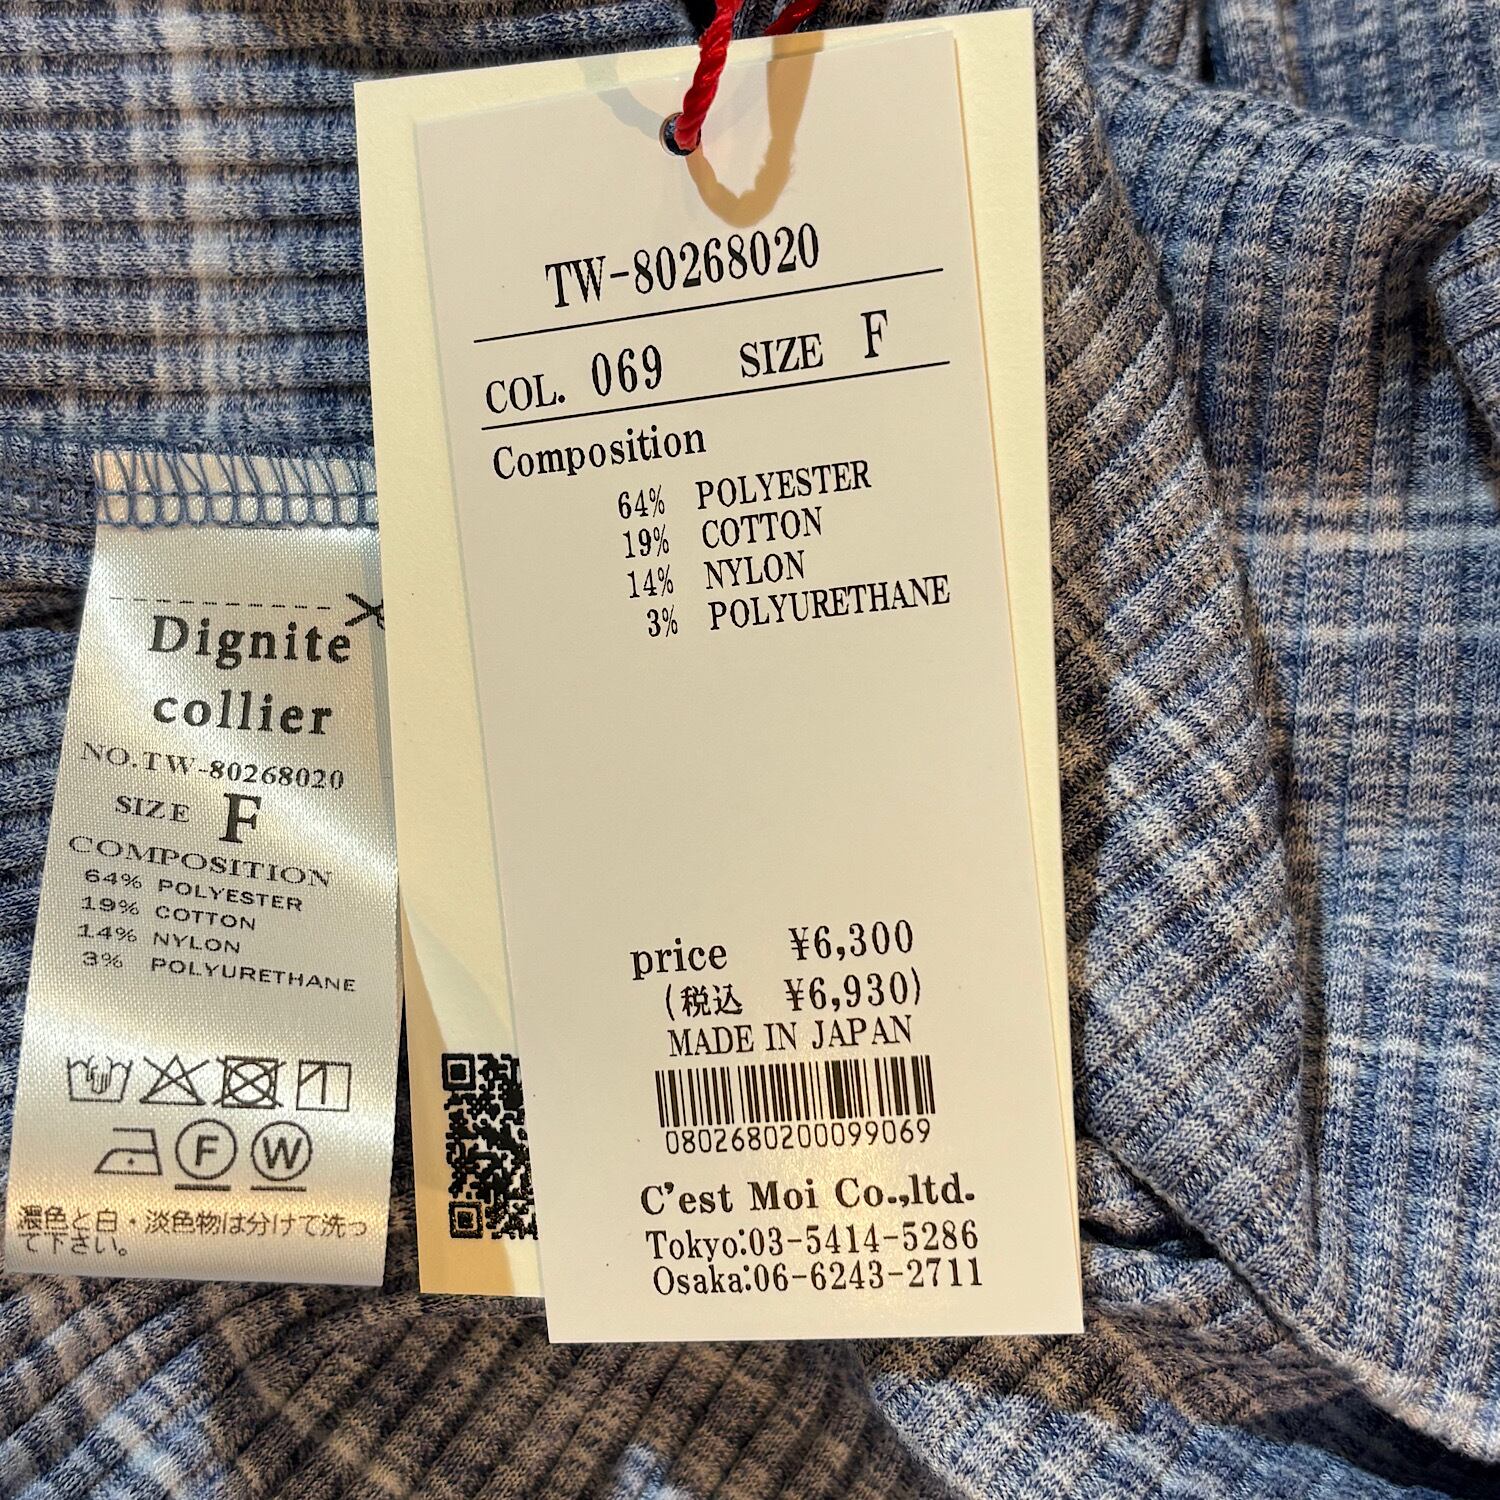 TW-80268020
COL. 069 SIZE F
Composition
64% POLYESTER
19% COTTON
14% NYLON
3% POLYURETHANE
price ¥6,300
(税込 ¥6,930)
MADE IN JAPAN
0802680200099069
C'est Moi Co.,ltd.
Tokyo:03-5414-5286
Osaka:06-6243-2711
Dignite
collier
NO.TW-80268020
SIZE F
COMPOSITION
64% POLYESTER
19% COTTON
14% NYLON
3% POLYURETHANE
F W
濃色と白・淡色物は分けて洗っ
て下さい。